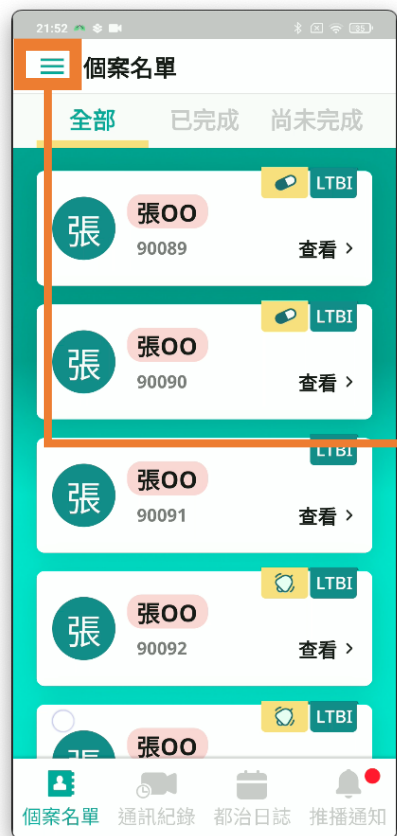 21:52
個案名單
全部 已完成 尚未完成
LTBI
張OO
張
90089
查看 >
LTBI
張OO
張
90090
查看 >
LTBI
張OO
張
90091
查看 >
LTBI
張OO
張
90092
查看 >
LTBI
張OO
張
個案名單 通訊紀錄 都治日誌 推播通知